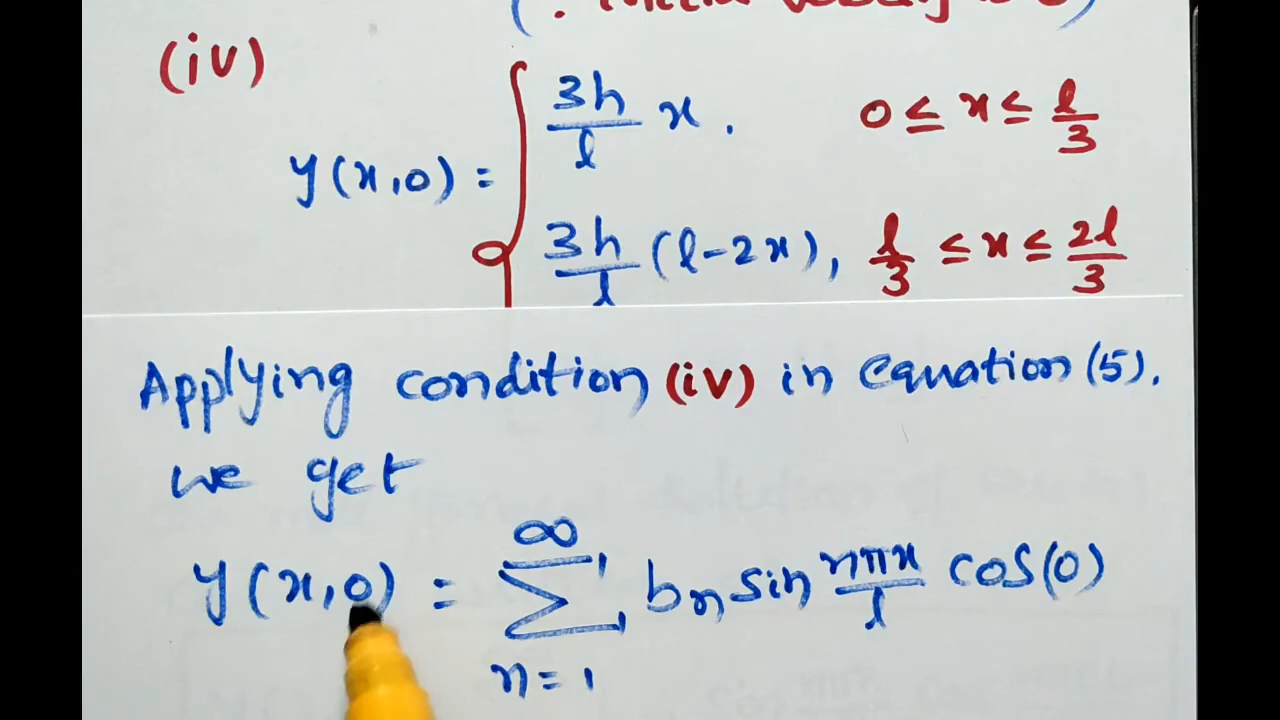 (iv)
y(x,0) = { 3h/l x. 0 ≤ x ≤ l/3
3h/l (l-2x), l/3 ≤ x ≤ 2l/3
Applying condition (iv) in equation (5).
we get
y(x,0) = ∑_{n=1}^{∞} bn sin nπx/l cos(0)